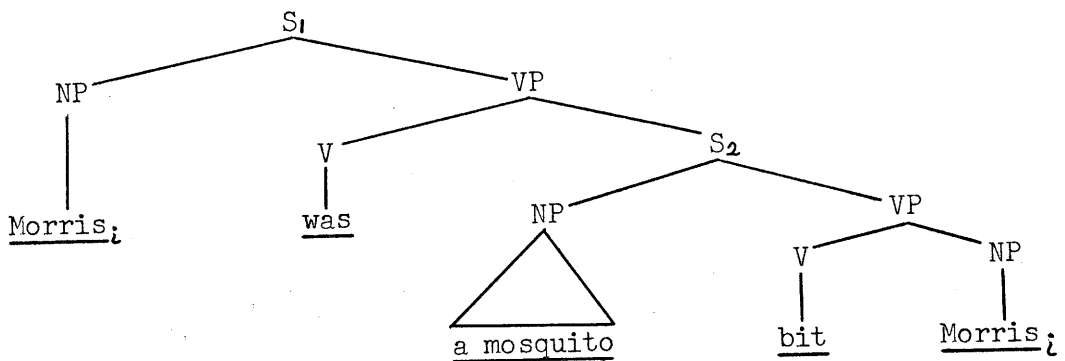 S₁
NP VP
V S₂
NP VP
V NP
Morrisᵢ was
a mosquito bit Morrisᵢ